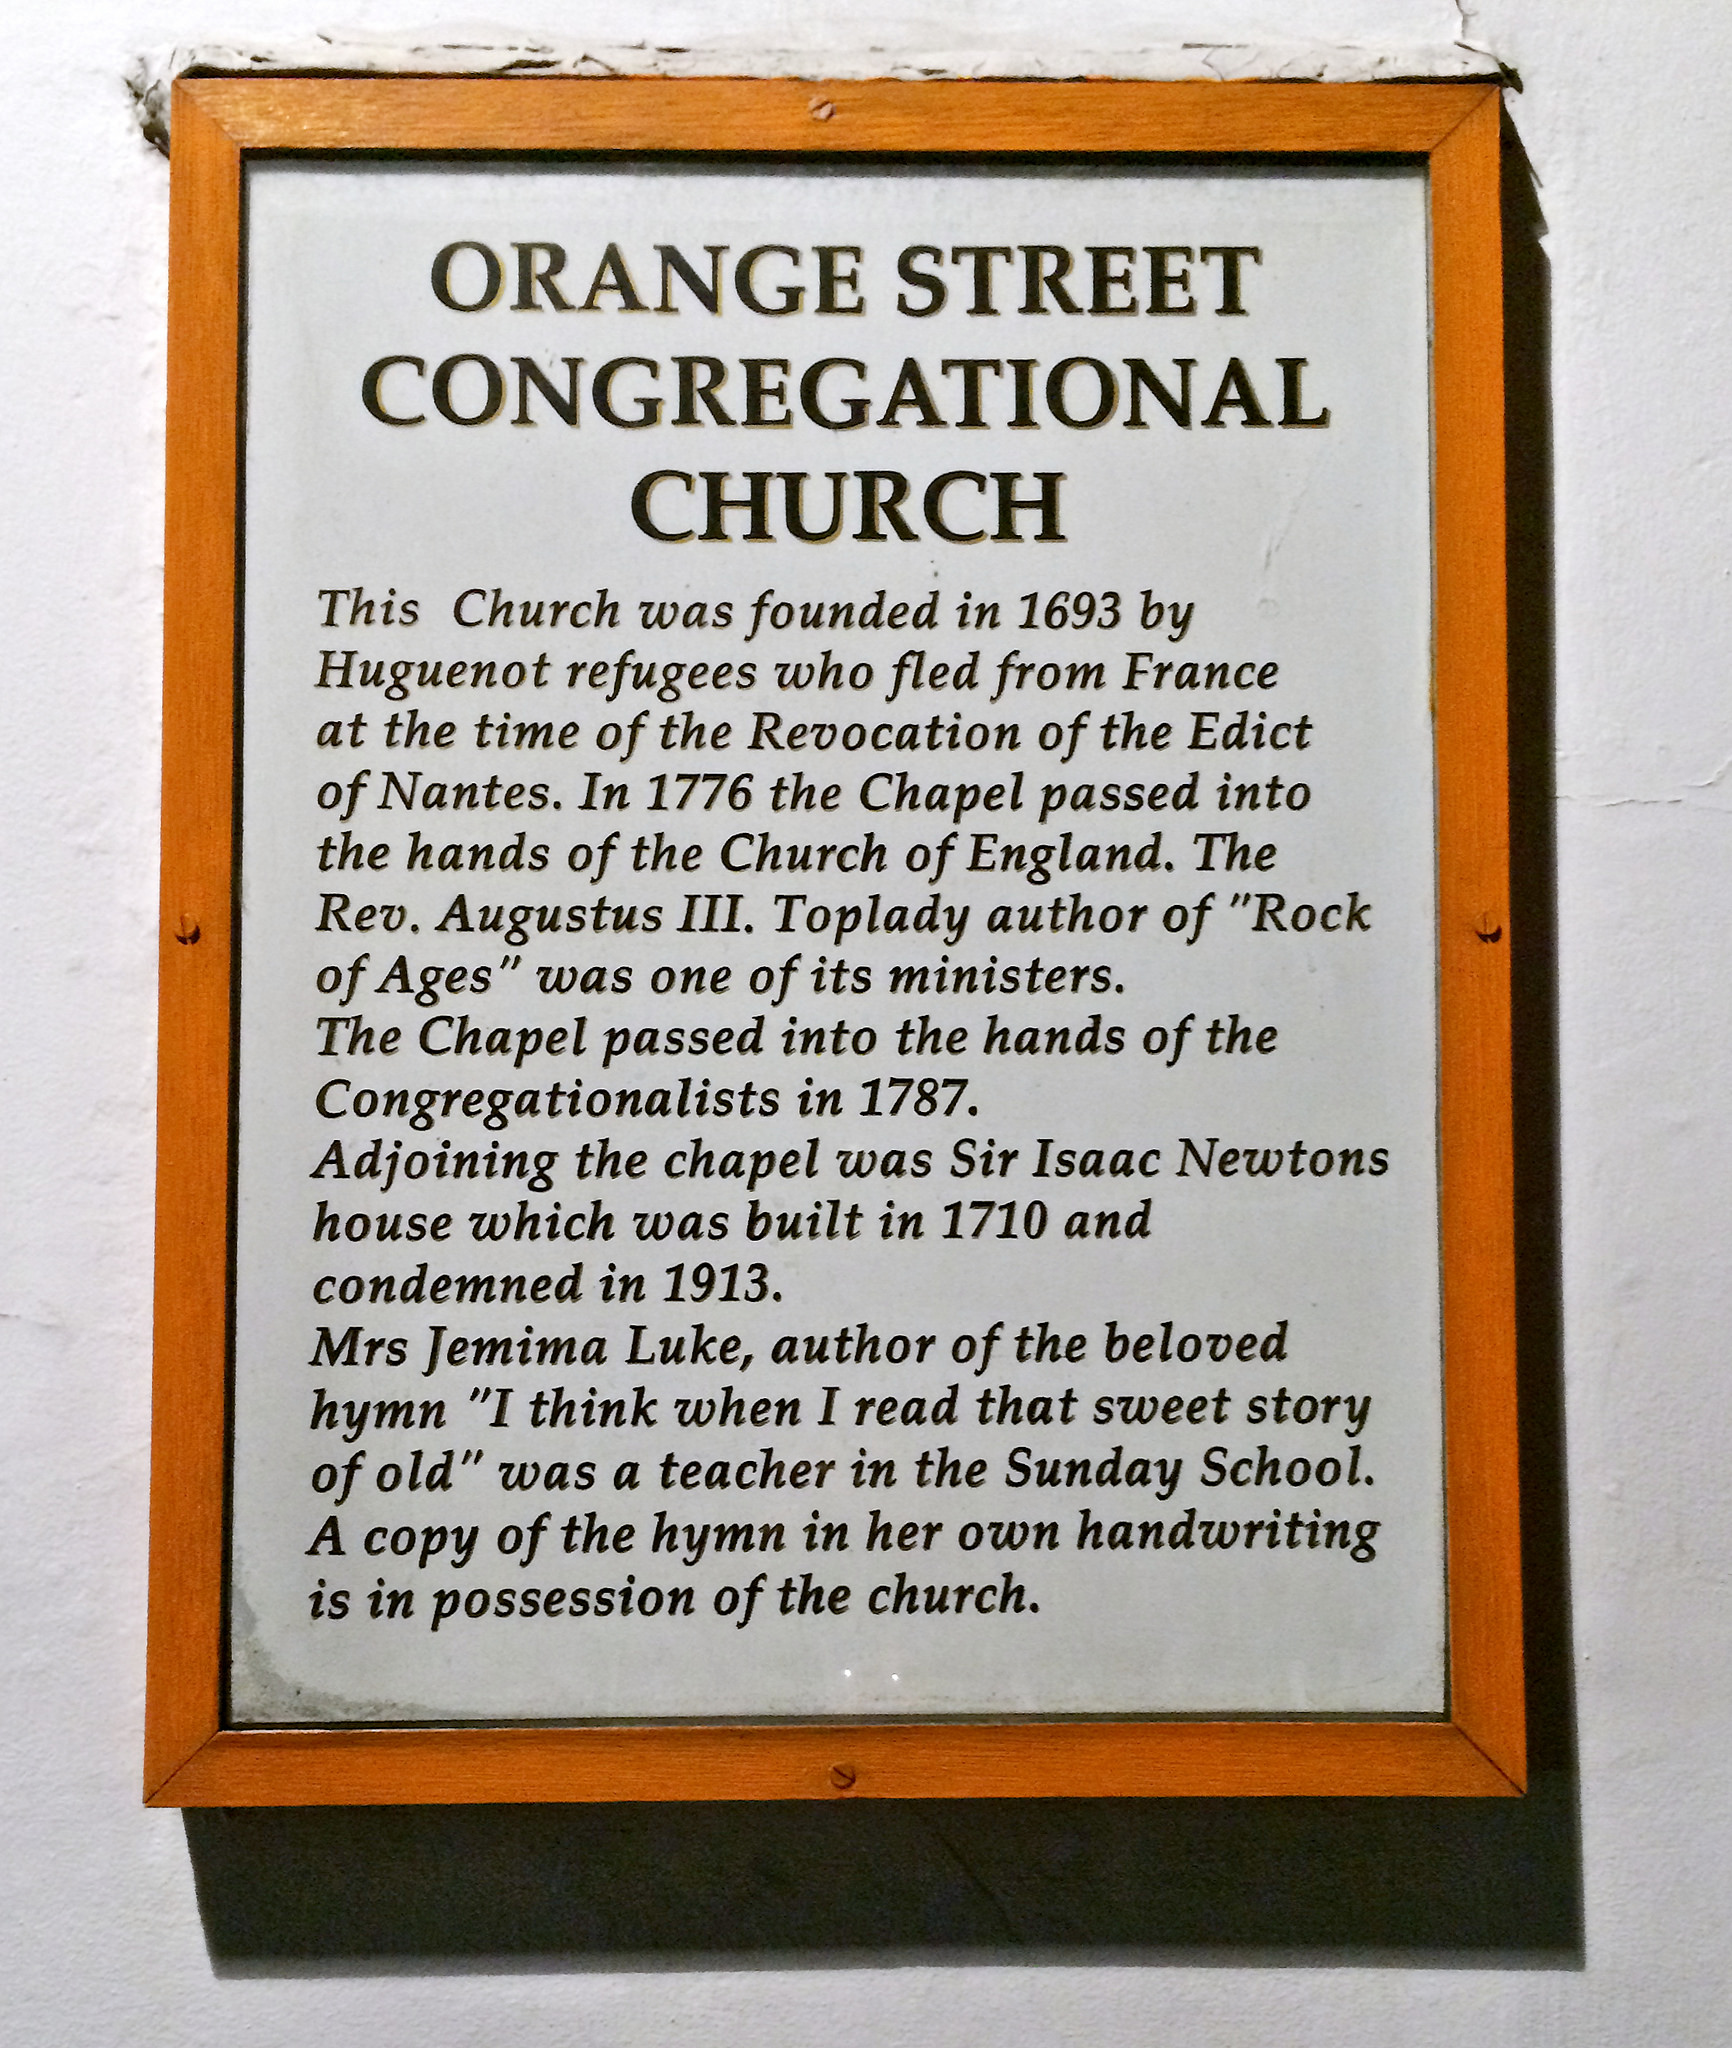 ORANGE STREET
CONGREGATIONAL
CHURCH
This Church was founded in 1693 by
Huguenot refugees who fled from France
at the time of the Revocation of the Edict
of Nantes. In 1776 the Chapel passed into
the hands of the Church of England. The
Rev. Augustus III. Toplady author of "Rock
of Ages" was one of its ministers.
The Chapel passed into the hands of the
Congregationalists in 1787.
Adjoining the chapel was Sir Isaac Newtons
house which was built in 1710 and
condemned in 1913.
Mrs Jemima Luke, author of the beloved
hymn "I think when I read that sweet story
of old" was a teacher in the Sunday School.
A copy of the hymn in her own handwriting
is in possession of the church.